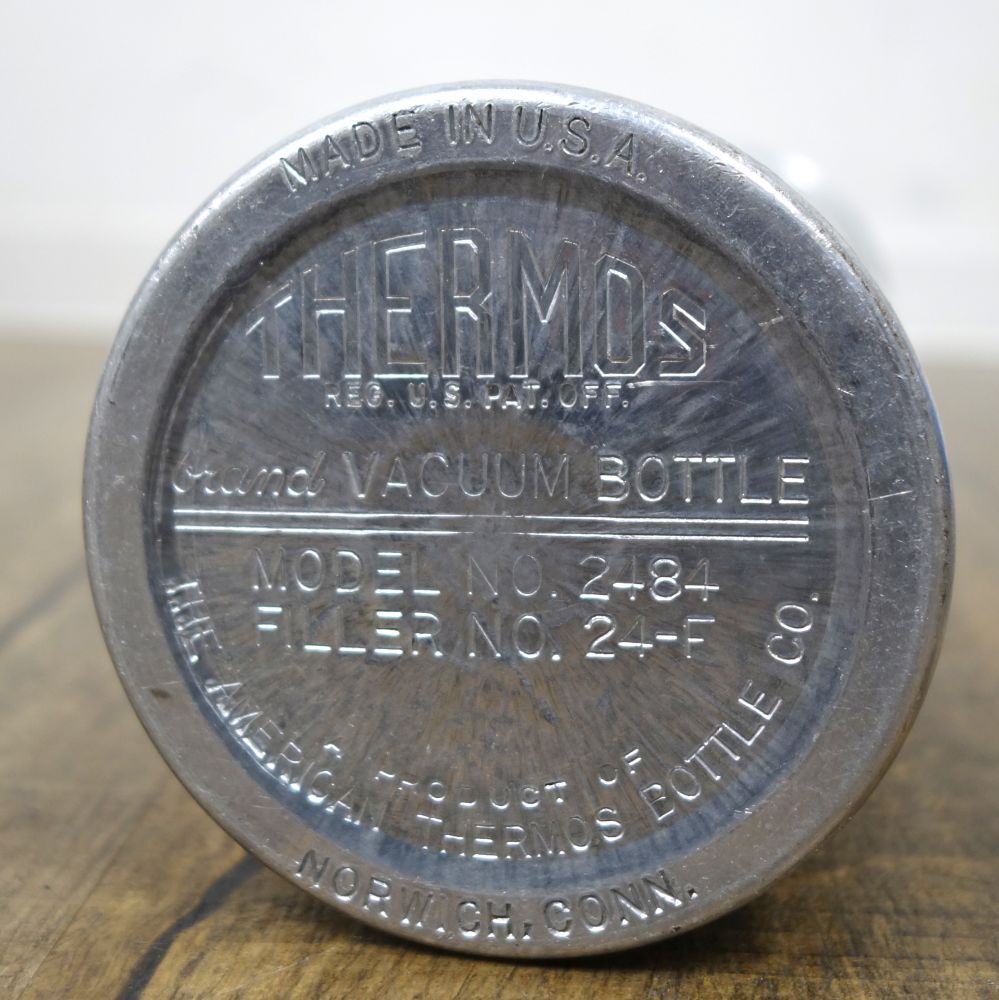 MADE IN U.S.A.
THERMOS
REG. U.S. PAT. OFF.
brand VACUUM BOTTLE
MODEL NO. 2484
FILLER NO. 24-F
A PRODUCT OF
THE AMERICAN THERMOS BOTTLE CO.
NORWICH, CONN.